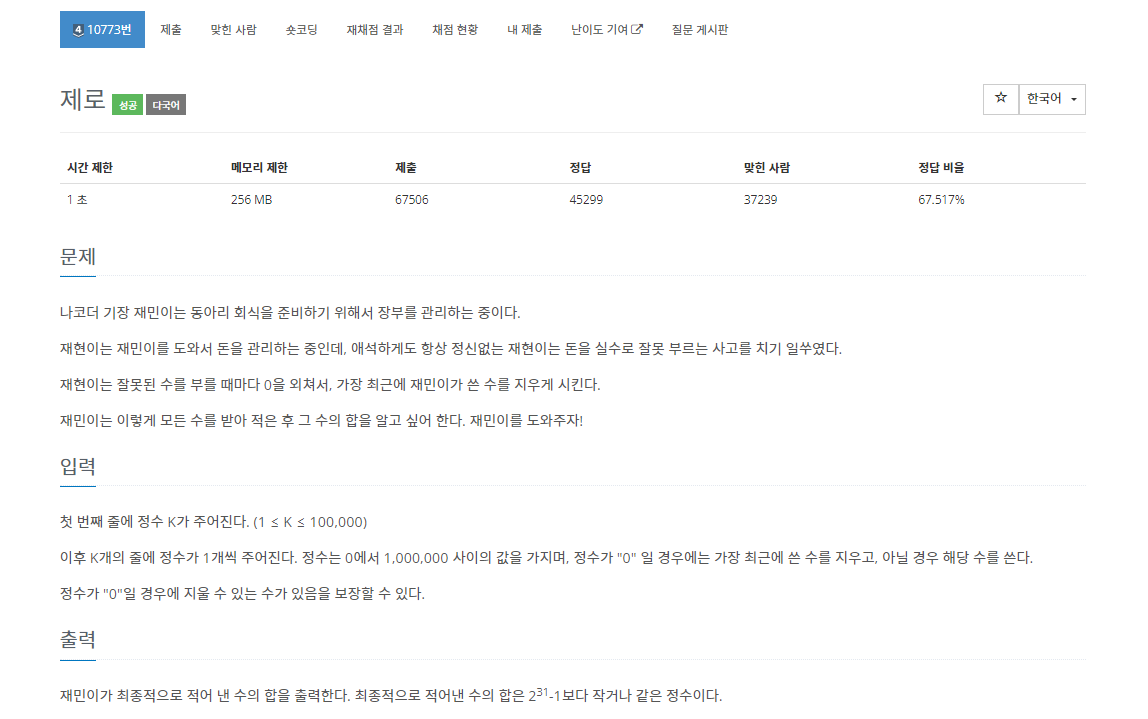 4 10773번 제출 맞힌 사람 숏코딩 재채점 결과 채점 현황 내 제출 난이도 기여 질문 게시판
제로 성공 다국어 한국어
시간 제한 메모리 제한 제출 정답 맞힌 사람 정답 비율
1 초 256 MB 67506 45299 37239 67.517%
문제
나코더 기장 재민이는 동아리 회식을 준비하기 위해서 장부를 관리하는 중이다.
재현이는 재민이를 도와서 돈을 관리하는 중인데, 애석하게도 항상 정신없는 재현이는 돈을 실수로 잘못 부르는 사고를 치기 일쑤였다.
재현이는 잘못된 수를 부를 때마다 0을 외쳐서, 가장 최근에 재민이가 쓴 수를 지우게 시킨다.
재민이는 이렇게 모든 수를 받아 적은 후 그 수의 합을 알고 싶어 한다. 재민이를 도와주자!
입력
첫 번째 줄에 정수 K가 주어진다. (1 ≤ K ≤ 100,000)
이후 K개의 줄에 정수가 1개씩 주어진다. 정수는 0에서 1,000,000 사이의 값을 가지며, 정수가 "0" 일 경우에는 가장 최근에 쓴 수를 지우고, 아닐 경우 해당 수를 쓴다.
정수가 "0"일 경우에 지울 수 있는 수가 있음을 보장할 수 있다.
출력
재민이가 최종적으로 적어 낸 수의 합을 출력한다. 최종적으로 적어낸 수의 합은 2³¹-1보다 작거나 같은 정수이다.